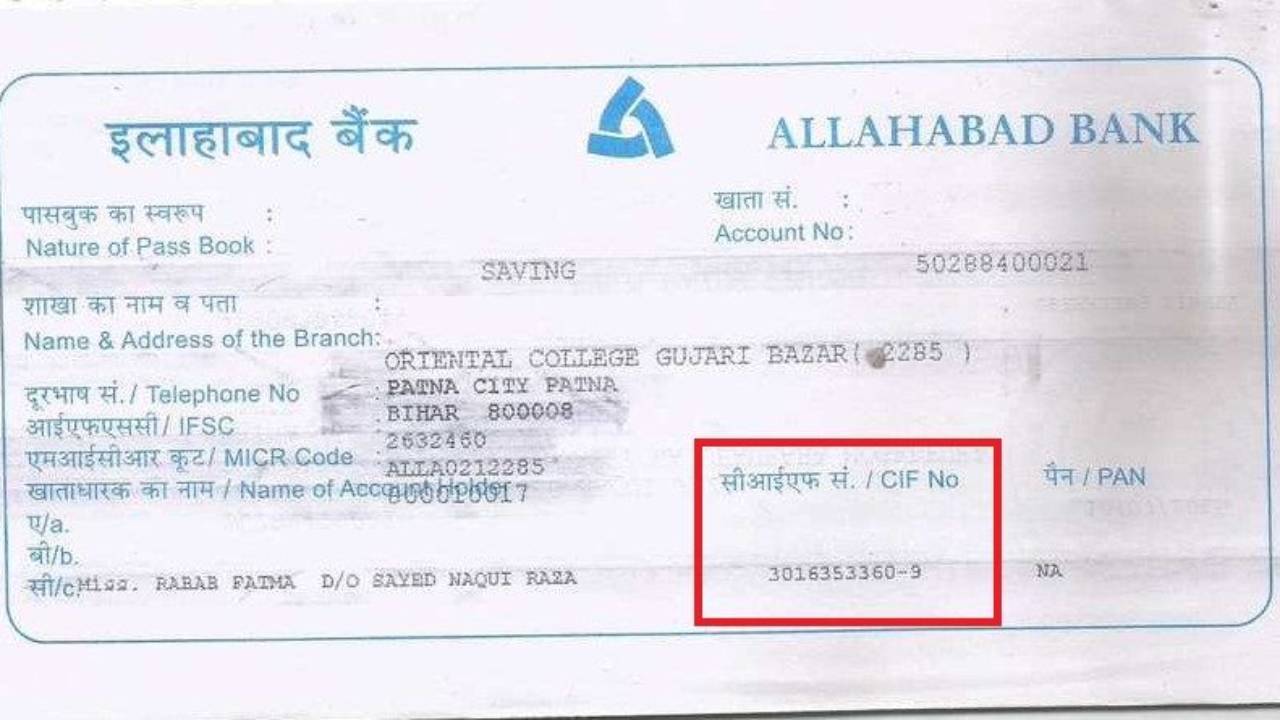 इलाहाबाद बैंक ALLAHABAD BANK
पासबुक का स्वरूप : खाता सं. :
Nature of Pass Book : Account No :
SAVING 50288400021
शाखा का नाम व पता :
Name & Address of the Branch:
ORIENTAL COLLEGE GUJARI BAZAR( 2285 )
दूरभाष सं. / Telephone No : PATNA CITY PATNA
आईएफएससी / IFSC : BIHAR 800008
2632460
एमआईसीआर कूट / MICR Code : ALLA0212285
खाताधारक का नाम / Name of Account Holder 800010017
सीआईएफ सं. / CIF No पैन / PAN
ए/a.
बी/b.
सी/c. Miss. RABAB FATMA D/O SAYED NAQUI RAZA 3016353360-9 NA